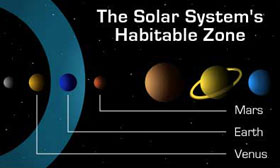 The Solar System's
Habitable Zone
Mars
Earth
Venus